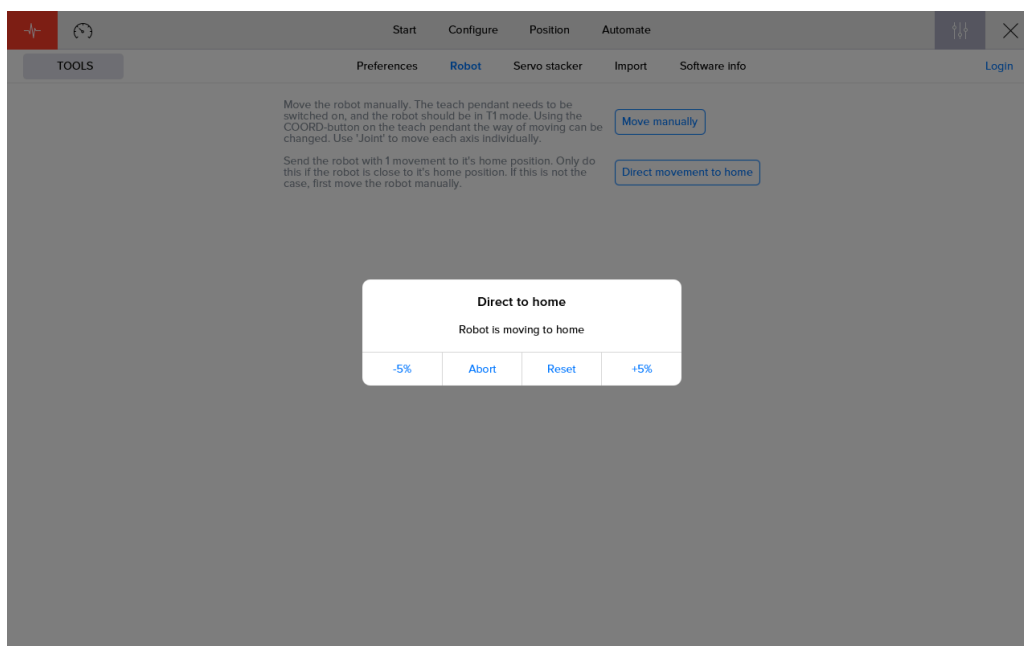 Start Configure Position Automate
TOOLS Preferences Robot Servo stacker Import Software info Login
Move the robot manually. The teach pendant needs to be
switched on, and the robot should be in T1 mode. Using the
COORD-button on the teach pendant the way of moving can be
changed. Use 'Joint' to move each axis individually.
Move manually
Send the robot with 1 movement to it's home position. Only do
this if the robot is close to it's home position. If this is not the
case, first move the robot manually.
Direct movement to home
Direct to home
Robot is moving to home
-5% Abort Reset +5%